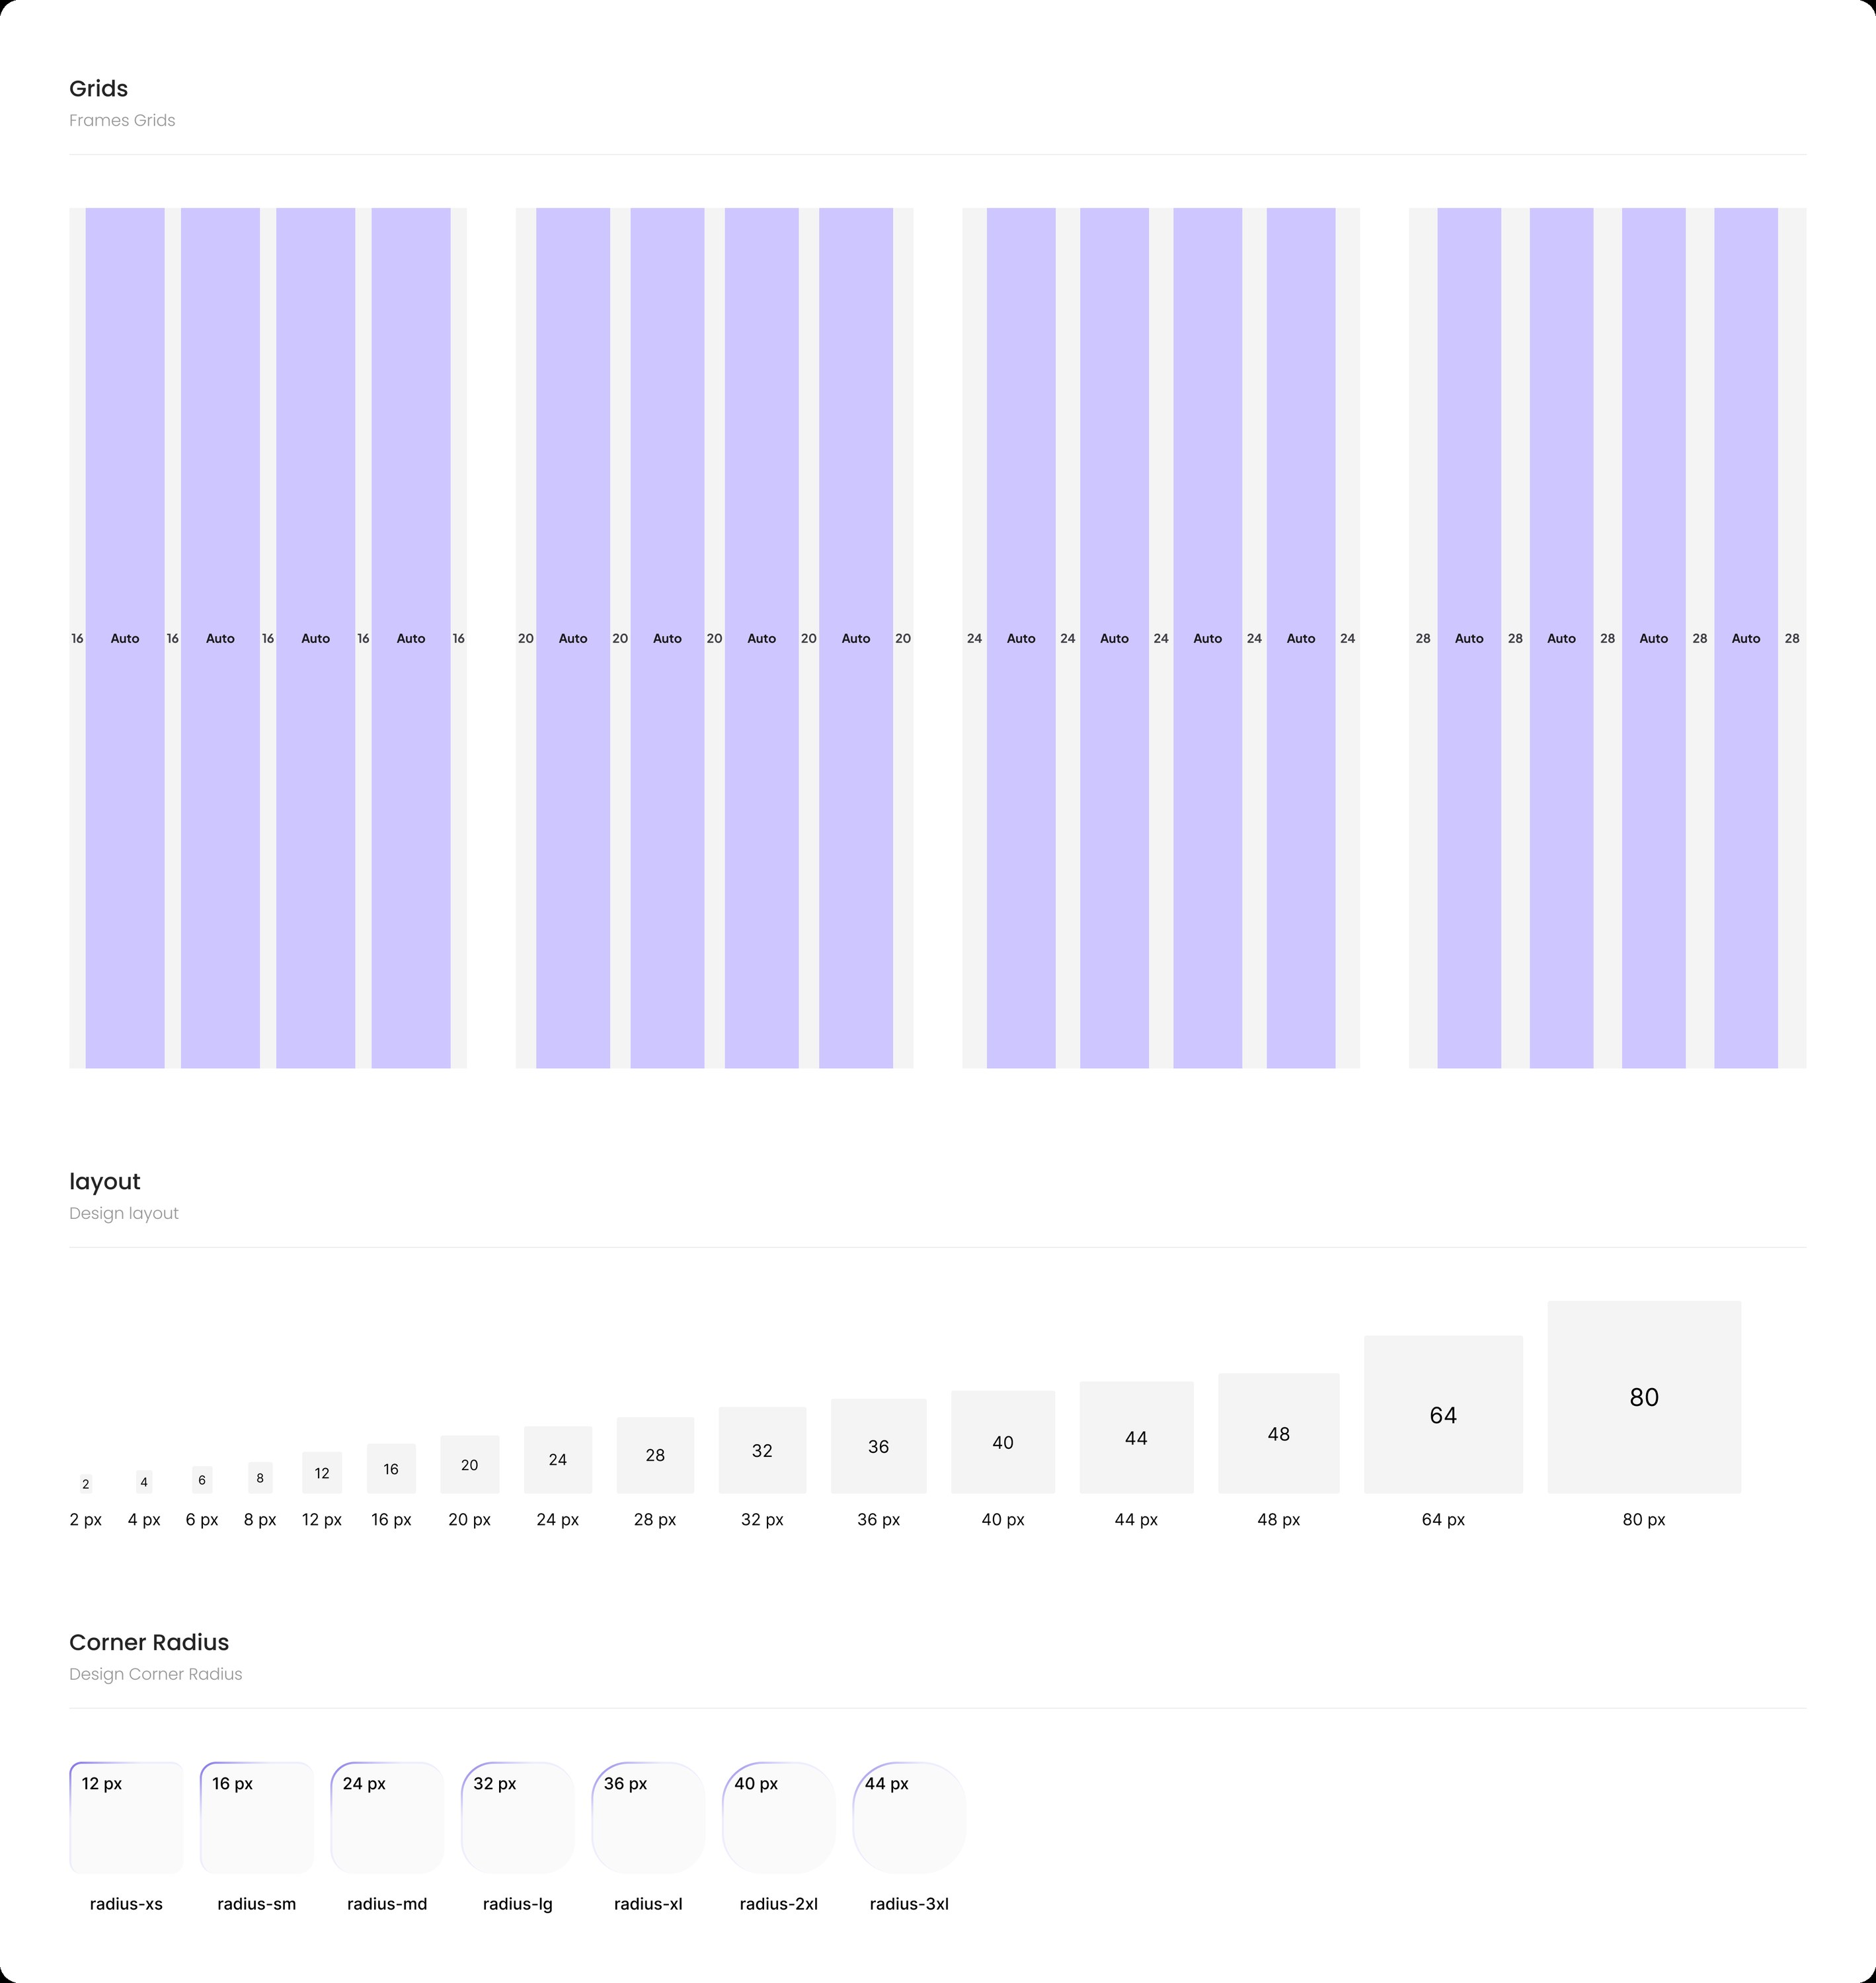 Grids
Frames Grids
16 Auto 16 Auto 16 Auto 16 Auto 16 20 Auto 20 Auto 20 Auto 20 Auto 20 24 Auto 24 Auto 24 Auto 24 Auto 24 28 Auto 28 Auto 28 Auto 28 Auto 28
layout
Design layout
2 4 6 8 12 16 20 24 28 32 36 40 44 48 64 80
2 px 4 px 6 px 8 px 12 px 16 px 20 px 24 px 28 px 32 px 36 px 40 px 44 px 48 px 64 px 80 px
Corner Radius
Design Corner Radius
12 px 16 px 24 px 32 px 36 px 40 px 44 px
radius-xs radius-sm radius-md radius-lg radius-xl radius-2xl radius-3xl